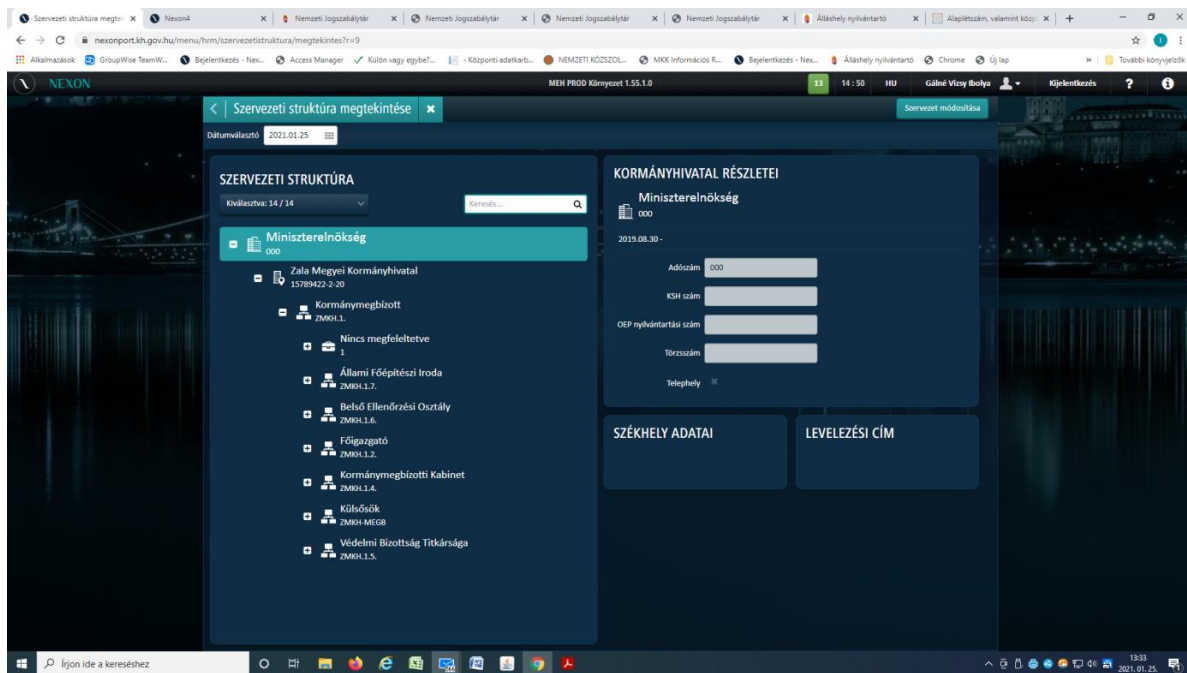 Szervezeti struktúra megtek
Nexon4
Nemzeti Jogszabálytár
Nemzeti Jogszabálytár
Nemzeti Jogszabálytár
Nemzeti Jogszabálytár
Álláshely nyilvántartó
Alaplétszám, valamint közp
nexonport.kh.gov.hu/menu/hrm/szervezetistruktura/megtekintes?r=9
Alkalmazások
GroupWise TeamW...
Bejelentkezés - Nex...
Access Manager
Külön vagy egybe?...
- Központi adatkarb...
NEMZETI KÖZSZOL...
MKK Információs R...
Bejelentkezés - Nex...
Álláshely nyilvántartó
Chrome
Új lap
»
További könyvjelzők
NEXON
MEH PROD Környezet 1.55.1.0
13
14:50
HU
Gálné Vizsy Ibolya
Kijelentkezés
?
Szervezeti struktúra megtekintése
Szervezet módosítása
Dátumválasztó 2021.01.25
SZERVEZETI STRUKTÚRA
Kiválasztva: 14 / 14
Keresés...
Miniszterelnökség
000
Zala Megyei Kormányhivatal
15789422-2-20
Kormánymegbízott
ZMKH.1.
Nincs megfeleltetve
1
Állami Főépítészi Iroda
ZMKH.1.7.
Belső Ellenőrzési Osztály
ZMKH.1.6.
Főigazgató
ZMKH.1.2.
Kormánymegbízotti Kabinet
ZMKH.1.4.
Külsősök
ZMKH-MEGB
Védelmi Bizottság Titkársága
ZMKH.1.5.
KORMÁNYHIVATAL RÉSZLETEI
Miniszterelnökség
000
2019.08.30 -
Adószám 000
KSH szám
OEP nyilvántartási szám
Törzsszám
Telephely
SZÉKHELY ADATAI
LEVELEZÉSI CÍM
Írjon ide a kereséshez
13:33
2021. 01. 25.